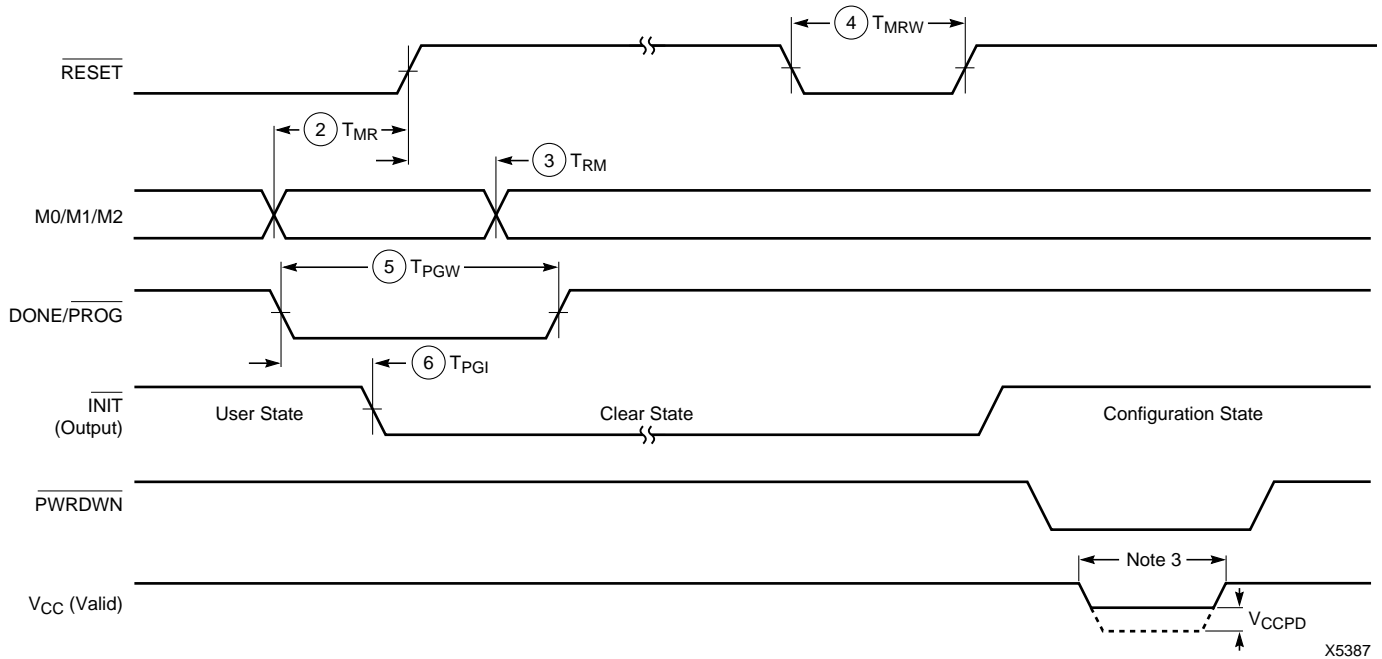 4 TMRW
RESET
2 TMR
3 TRM
M0/M1/M2
5 TPGW
DONE/PROG
6 TPGI
INIT
(Output)
User State
Clear State
Configuration State
PWRDWN
Note 3
VCC (Valid)
VCCPD
X5387